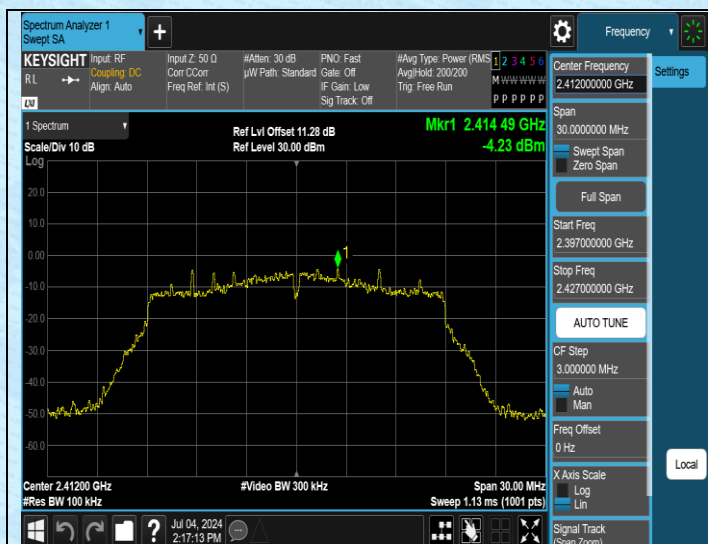 Spectrum Analyzer 1
Swept SA
Frequency
KEYSIGHT
RL
LXI
Input: RF
Coupling: DC
Align: Auto
Input Z: 50 Ω
Corr CCorr
Freq Ref: Int (S)
#Atten: 30 dB
µW Path: Standard
PNO: Fast
Gate: Off
IF Gain: Low
Sig Track: Off
#Avg Type: Power (RMS
Avg|Hold: 200/200
Trig: Free Run
1 2 3 4 5 6
M W W W W W
P P P P P P
1 Spectrum
Scale/Div 10 dB
Ref Lvl Offset 11.28 dB
Ref Level 30.00 dBm
Mkr1 2.414 49 GHz
-4.23 dBm
Log
20.0
10.0
0.00
-10.0
-20.0
-30.0
-40.0
-50.0
-60.0
1
Center 2.41200 GHz
#Res BW 100 kHz
#Video BW 300 kHz
Span 30.00 MHz
Sweep 1.13 ms (1001 pts)
Jul 04, 2024
2:17:13 PM
Center Frequency
2.412000000 GHz
Span
30.0000000 MHz
Swept Span
Zero Span
Full Span
Start Freq
2.397000000 GHz
Stop Freq
2.427000000 GHz
AUTO TUNE
CF Step
3.000000 MHz
Auto
Man
Freq Offset
0 Hz
X Axis Scale
Log
Lin
Signal Track
(Span Zoom)
Settings
Local